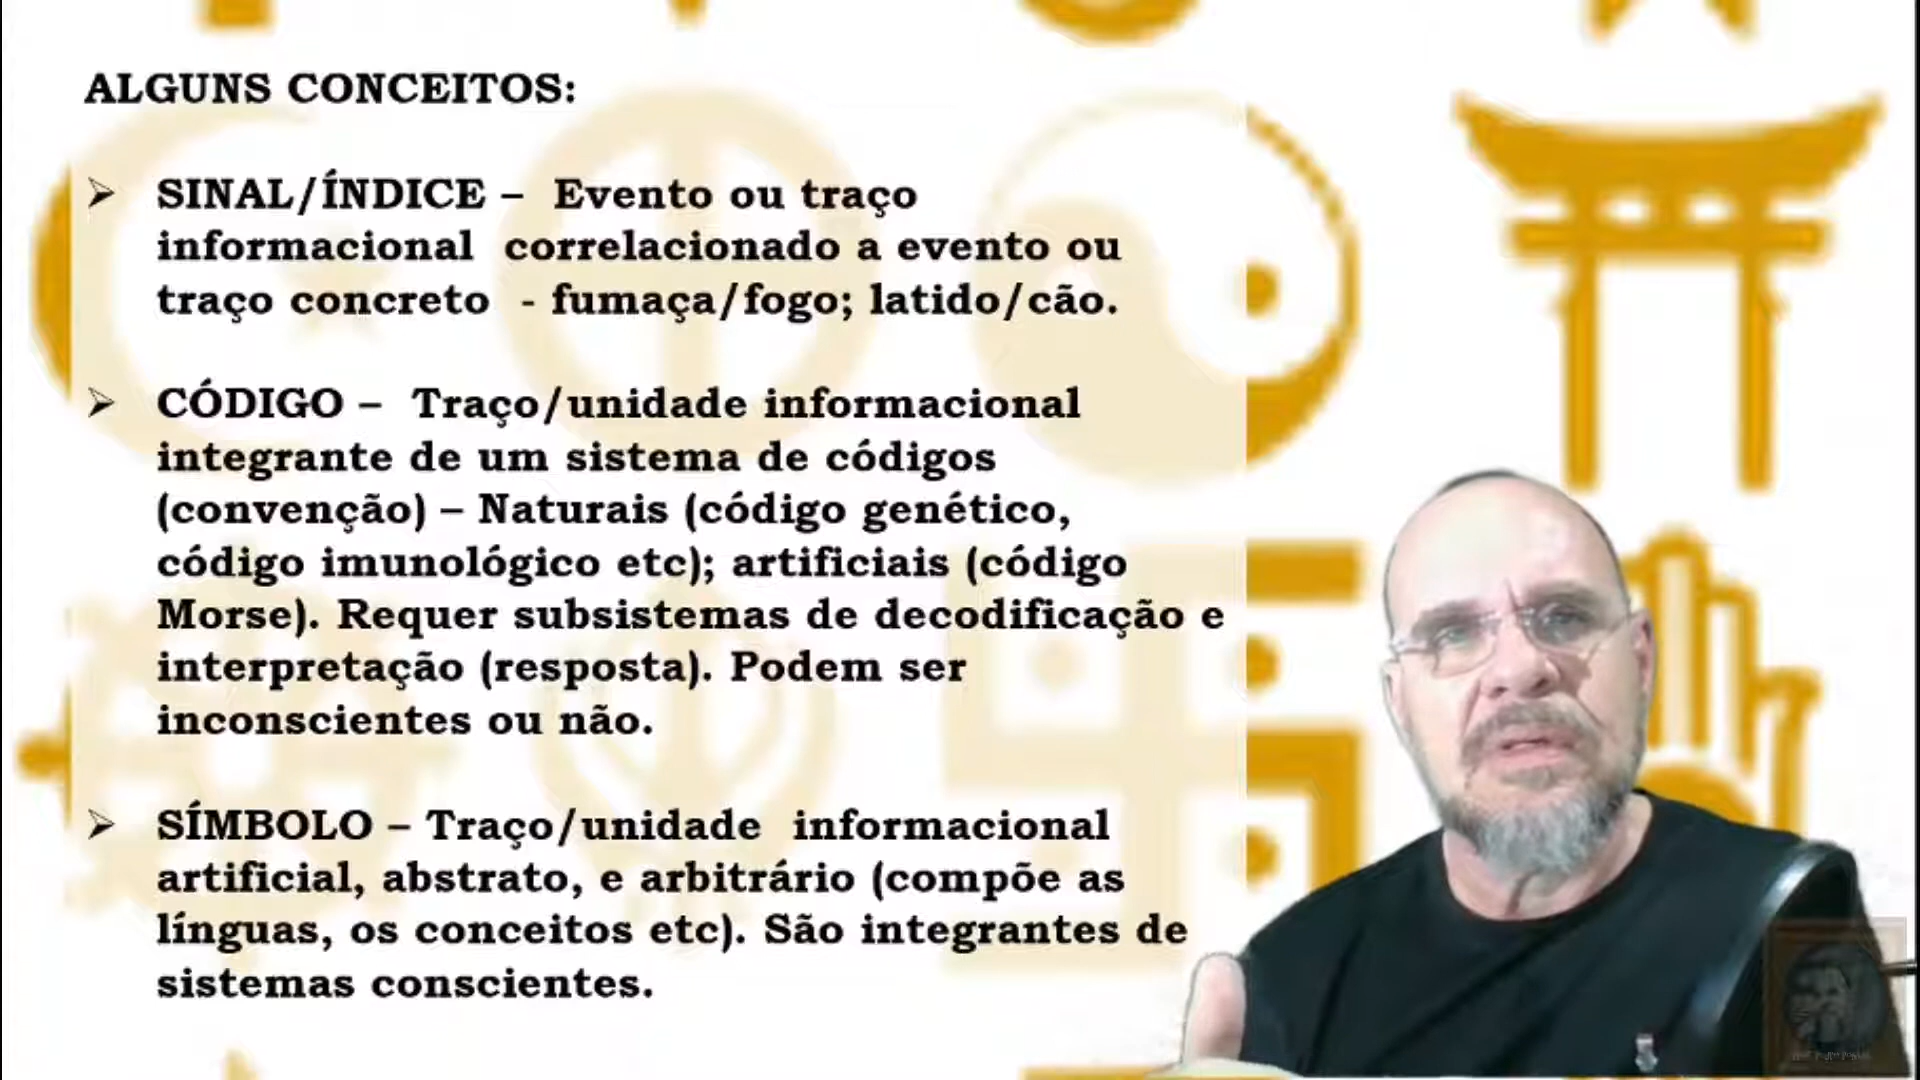 ALGUNS CONCEITOS:
➢ SINAL/ÍNDICE – Evento ou traço
informacional correlacionado a evento ou
traço concreto - fumaça/fogo; latido/cão.
➢ CÓDIGO – Traço/unidade informacional
integrante de um sistema de códigos
(convenção) – Naturais (código genético,
código imunológico etc); artificiais (código
Morse). Requer subsistemas de decodificação e
interpretação (resposta). Podem ser
inconscientes ou não.
➢ SÍMBOLO – Traço/unidade informacional
artificial, abstrato, e arbitrário (compõe as
línguas, os conceitos etc). São integrantes de
sistemas conscientes.